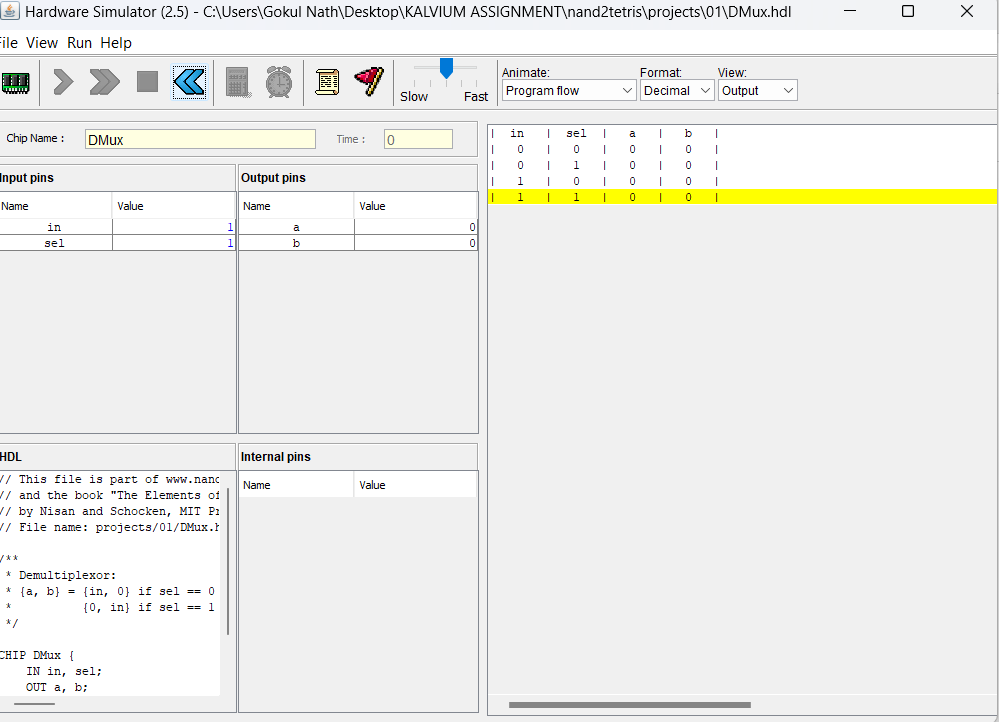 Hardware Simulator (2.5) - C:\Users\Gokul Nath\Desktop\KALVIUM ASSIGNMENT\nand2tetris\projects\01\DMux.hdl
File View Run Help
Slow Fast
Animate: Format: View:
Program flow Decimal Output
Chip Name : DMux Time : 0
Input pins
Name Value
in 1
sel 1
Output pins
Name Value
a 0
b 0
| in | sel | a | b |
| 0 | 0 | 0 | 0 |
| 0 | 1 | 0 | 0 |
| 1 | 0 | 0 | 0 |
| 1 | 1 | 0 | 0 |
HDL
// This file is part of www.nand
// and the book "The Elements of
// by Nisan and Schocken, MIT Pr
// File name: projects/01/DMux.h
/**
* Demultiplexor:
* {a, b} = {in, 0} if sel == 0
* {0, in} if sel == 1
*/
CHIP DMux {
IN in, sel;
OUT a, b;
Internal pins
Name Value